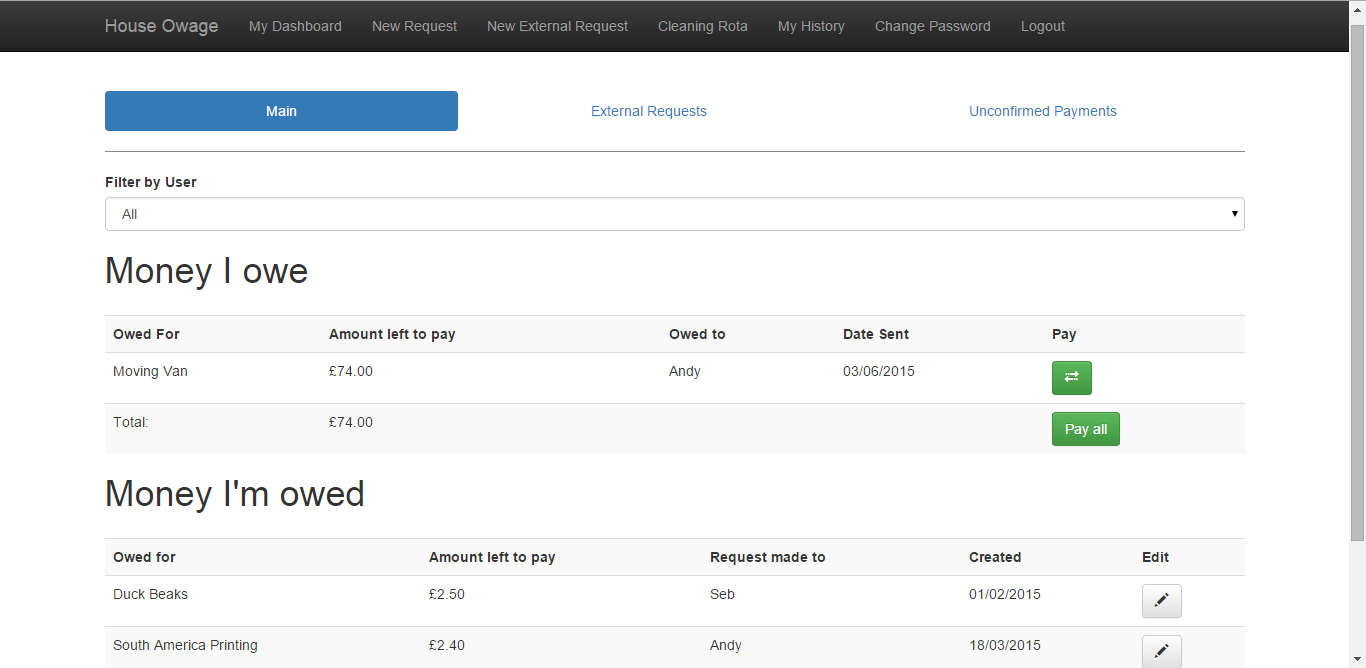 House Owage My Dashboard New Request New External Request Cleaning Rota My History Change Password Logout
Main External Requests Unconfirmed Payments
Filter by User
All
Money I owe
Owed For Amount left to pay Owed to Date Sent Pay
Moving Van £74.00 Andy 03/06/2015
Total: £74.00 Pay all
Money I'm owed
Owed for Amount left to pay Request made to Created Edit
Duck Beaks £2.50 Seb 01/02/2015
South America Printing £2.40 Andy 18/03/2015